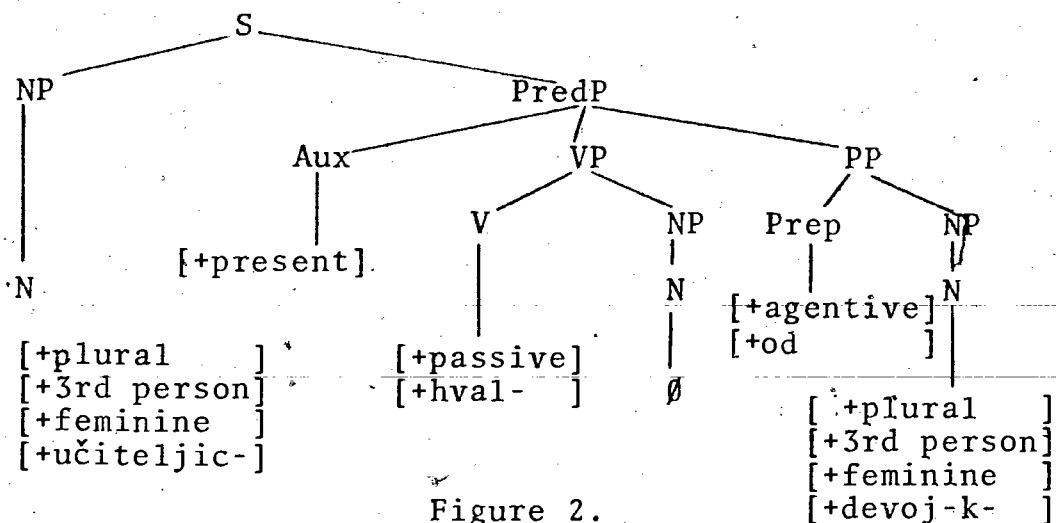 S
NP PredP
Aux VP PP
V NP Prep NP
[+present]
N N [+agentive] N
[+od ]
[+plural ] [+passive]
[+3rd person] [+hval- ] Ø
[+feminine ] [+plural ]
[+učiteljic-] [+3rd person]
[+feminine ]
Figure 2. [+devoj-k- ]